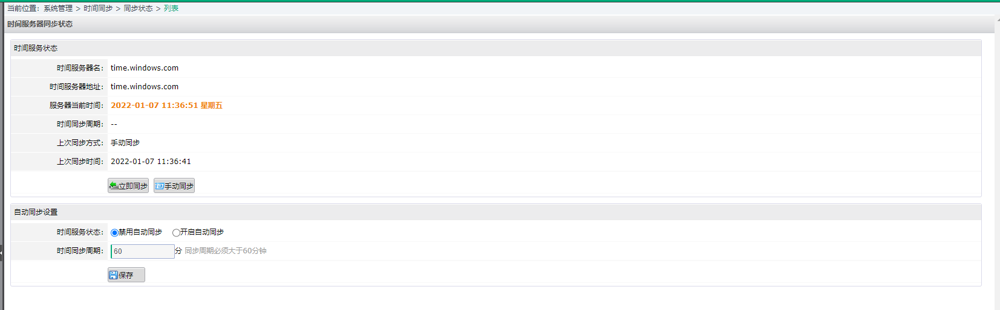 当前位置：系统管理 > 时间同步 > 同步状态 > 列表
时间服务器同步状态
时间服务状态
时间服务器名： time.windows.com
时间服务器地址： time.windows.com
服务器当前时间： 2022-01-07 11:36:51 星期五
时间同步周期： --
上次同步方式： 手动同步
上次同步时间： 2022-01-07 11:36:41
立即同步 手动同步
自动同步设置
时间服务状态： 禁用自动同步 开启自动同步
时间同步周期： 60 分 同步周期必须大于60分钟
保存